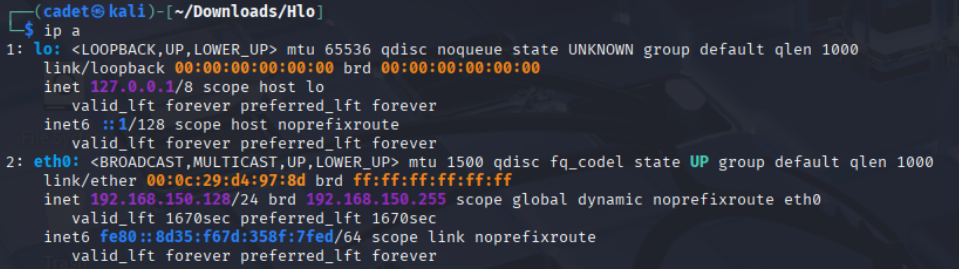 ┌──(cadet㉿kali)-[~/Downloads/Hlo]
└─$ ip a
1: lo: <LOOPBACK,UP,LOWER_UP> mtu 65536 qdisc noqueue state UNKNOWN group default qlen 1000
    link/loopback 00:00:00:00:00:00 brd 00:00:00:00:00:00
    inet 127.0.0.1/8 scope host lo
       valid_lft forever preferred_lft forever
    inet6 ::1/128 scope host noprefixroute
       valid_lft forever preferred_lft forever
2: eth0: <BROADCAST,MULTICAST,UP,LOWER_UP> mtu 1500 qdisc fq_codel state UP group default qlen 1000
    link/ether 00:0c:29:d4:97:8d brd ff:ff:ff:ff:ff:ff
    inet 192.168.150.128/24 brd 192.168.150.255 scope global dynamic noprefixroute eth0
       valid_lft 1670sec preferred_lft 1670sec
    inet6 fe80::8d35:f67d:358f:7fed/64 scope link noprefixroute
       valid_lft forever preferred_lft forever